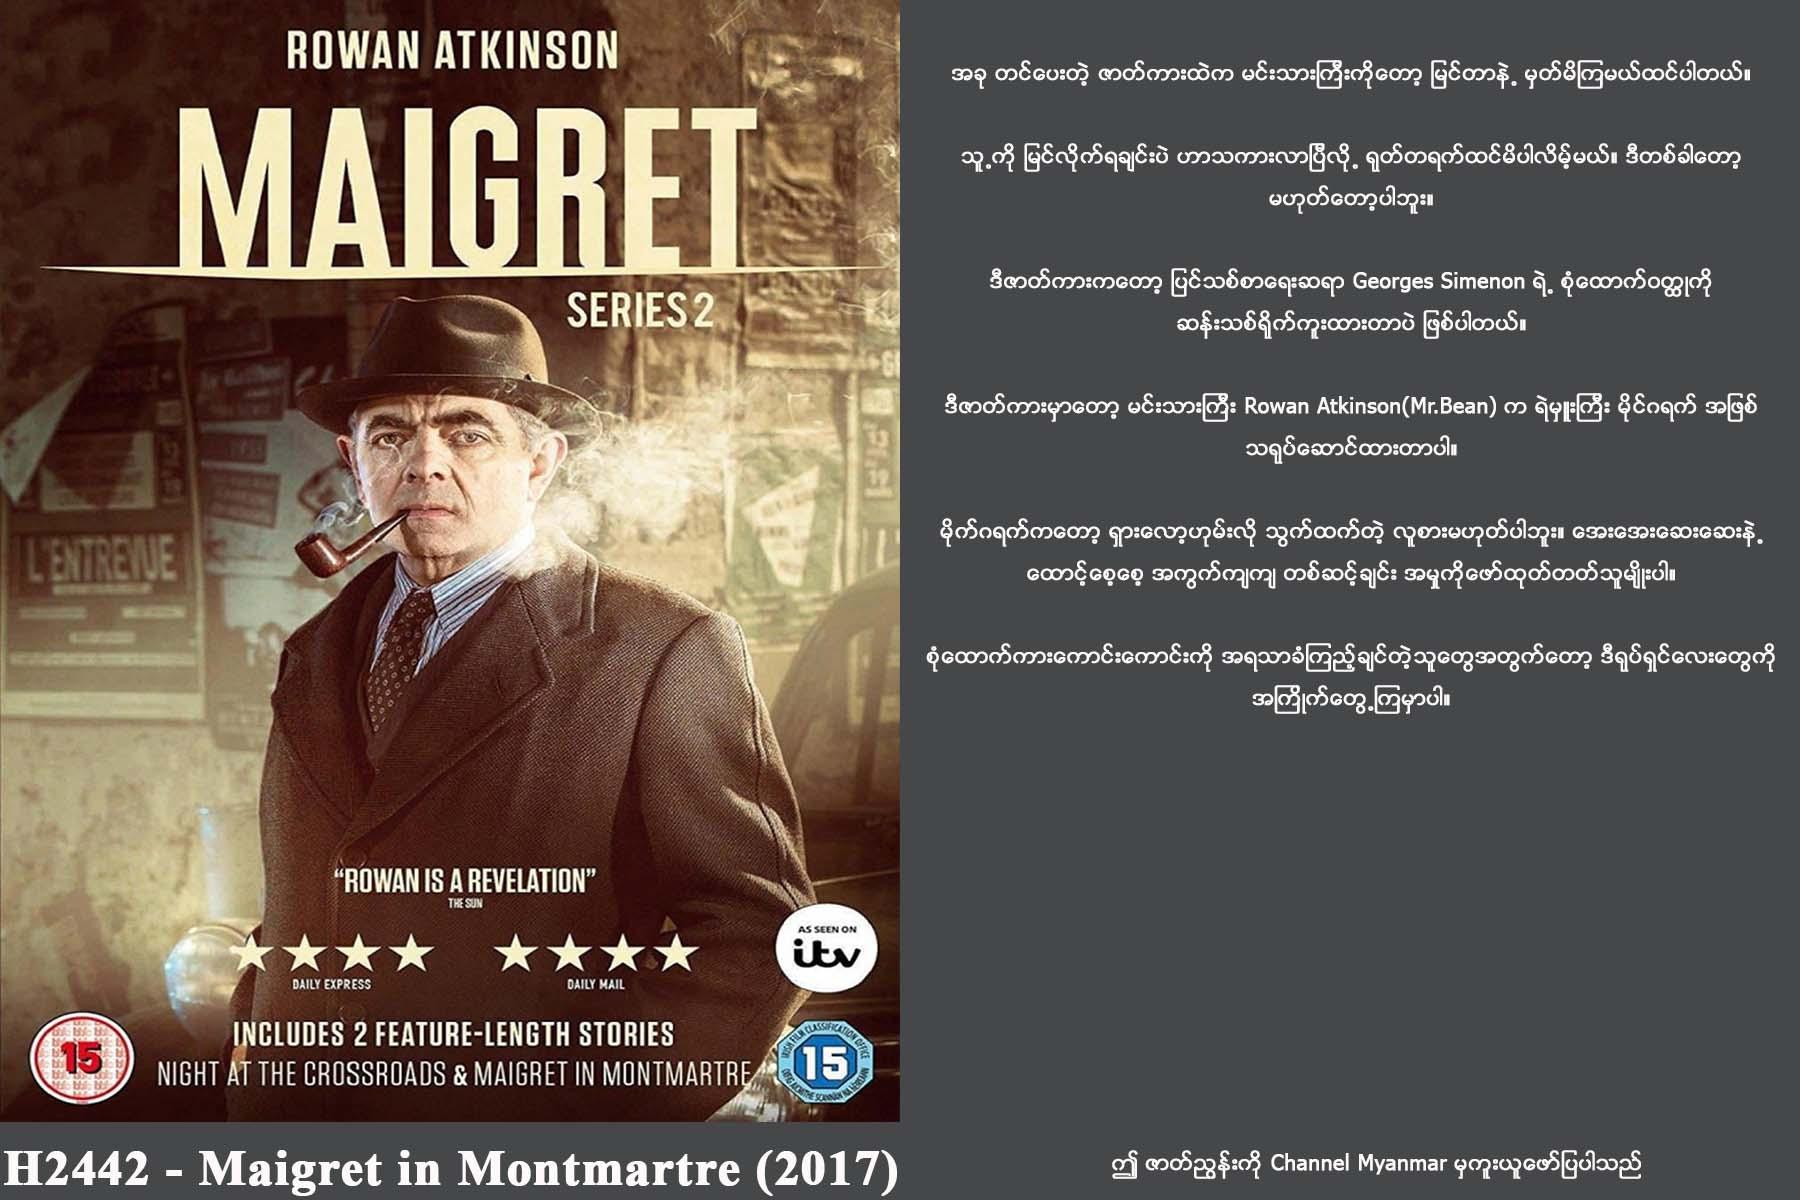 ROWAN ATKINSON
MAIGRET
SERIES 2
L'ENTREVUE
"ROWAN IS A REVELATION"
THE SUN
DAILY EXPRESS
DAILY MAIL
AS SEEN ON
itv
INCLUDES 2 FEATURE-LENGTH STORIES
NIGHT AT THE CROSSROADS & MAIGRET IN MONTMARTRE
15
IRISH FILM CLASSIFICATION OFFICE
15
H2442 - Maigret in Montmartre (2017)
အခု တင်ပေးတဲ့ ဇာတ်ကားထဲက မင်းသားကြီးကိုတော့ မြင်တာနဲ့ မှတ်မိကြမယ်ထင်ပါတယ်။
သူ့ကို မြင်လိုက်ရချင်းပဲ ဟာသကားလာပြီလို့ ရုတ်တရက်ထင်မိပါလိမ့်မယ်။ ဒီတစ်ခါတော့
မဟုတ်တော့ပါဘူး။
ဒီဇာတ်ကားကတော့ ပြင်သစ်စာရေးဆရာ Georges Simenon ရဲ့ စုံထောက်ဝတ္ထုကို
ဆန်းသစ်ရိုက်ကူးထားတာပဲ ဖြစ်ပါတယ်။
ဒီဇာတ်ကားမှာတော့ မင်းသားကြီး Rowan Atkinson(Mr.Bean) က ရဲမှူးကြီး မိုင်ဂရက် အဖြစ်
သရုပ်ဆောင်ထားတာပါ။
မိုက်ဂရက်ကတော့ ရှားလော့ဟုမ်းလို သွက်ထက်တဲ့ လူစားမဟုတ်ပါဘူး။ အေးအေးဆေးဆေးနဲ့
ထောင့်စေ့စေ့ အကွက်ကျကျ တစ်ဆင့်ချင်း အမှုကိုဖော်ထုတ်တတ်သူမျိုးပါ။
စုံထောက်ကားကောင်းကောင်းကို အရသာခံကြည့်ချင်တဲ့သူတွေအတွက်တော့ ဒီရုပ်ရှင်လေးတွေကို
အကြိုက်တွေ့ကြမှာပါ။
ဤ ဇာတ်ညွှန်းကို Channel Myanmar မှကူးယူဖော်ပြပါသည်